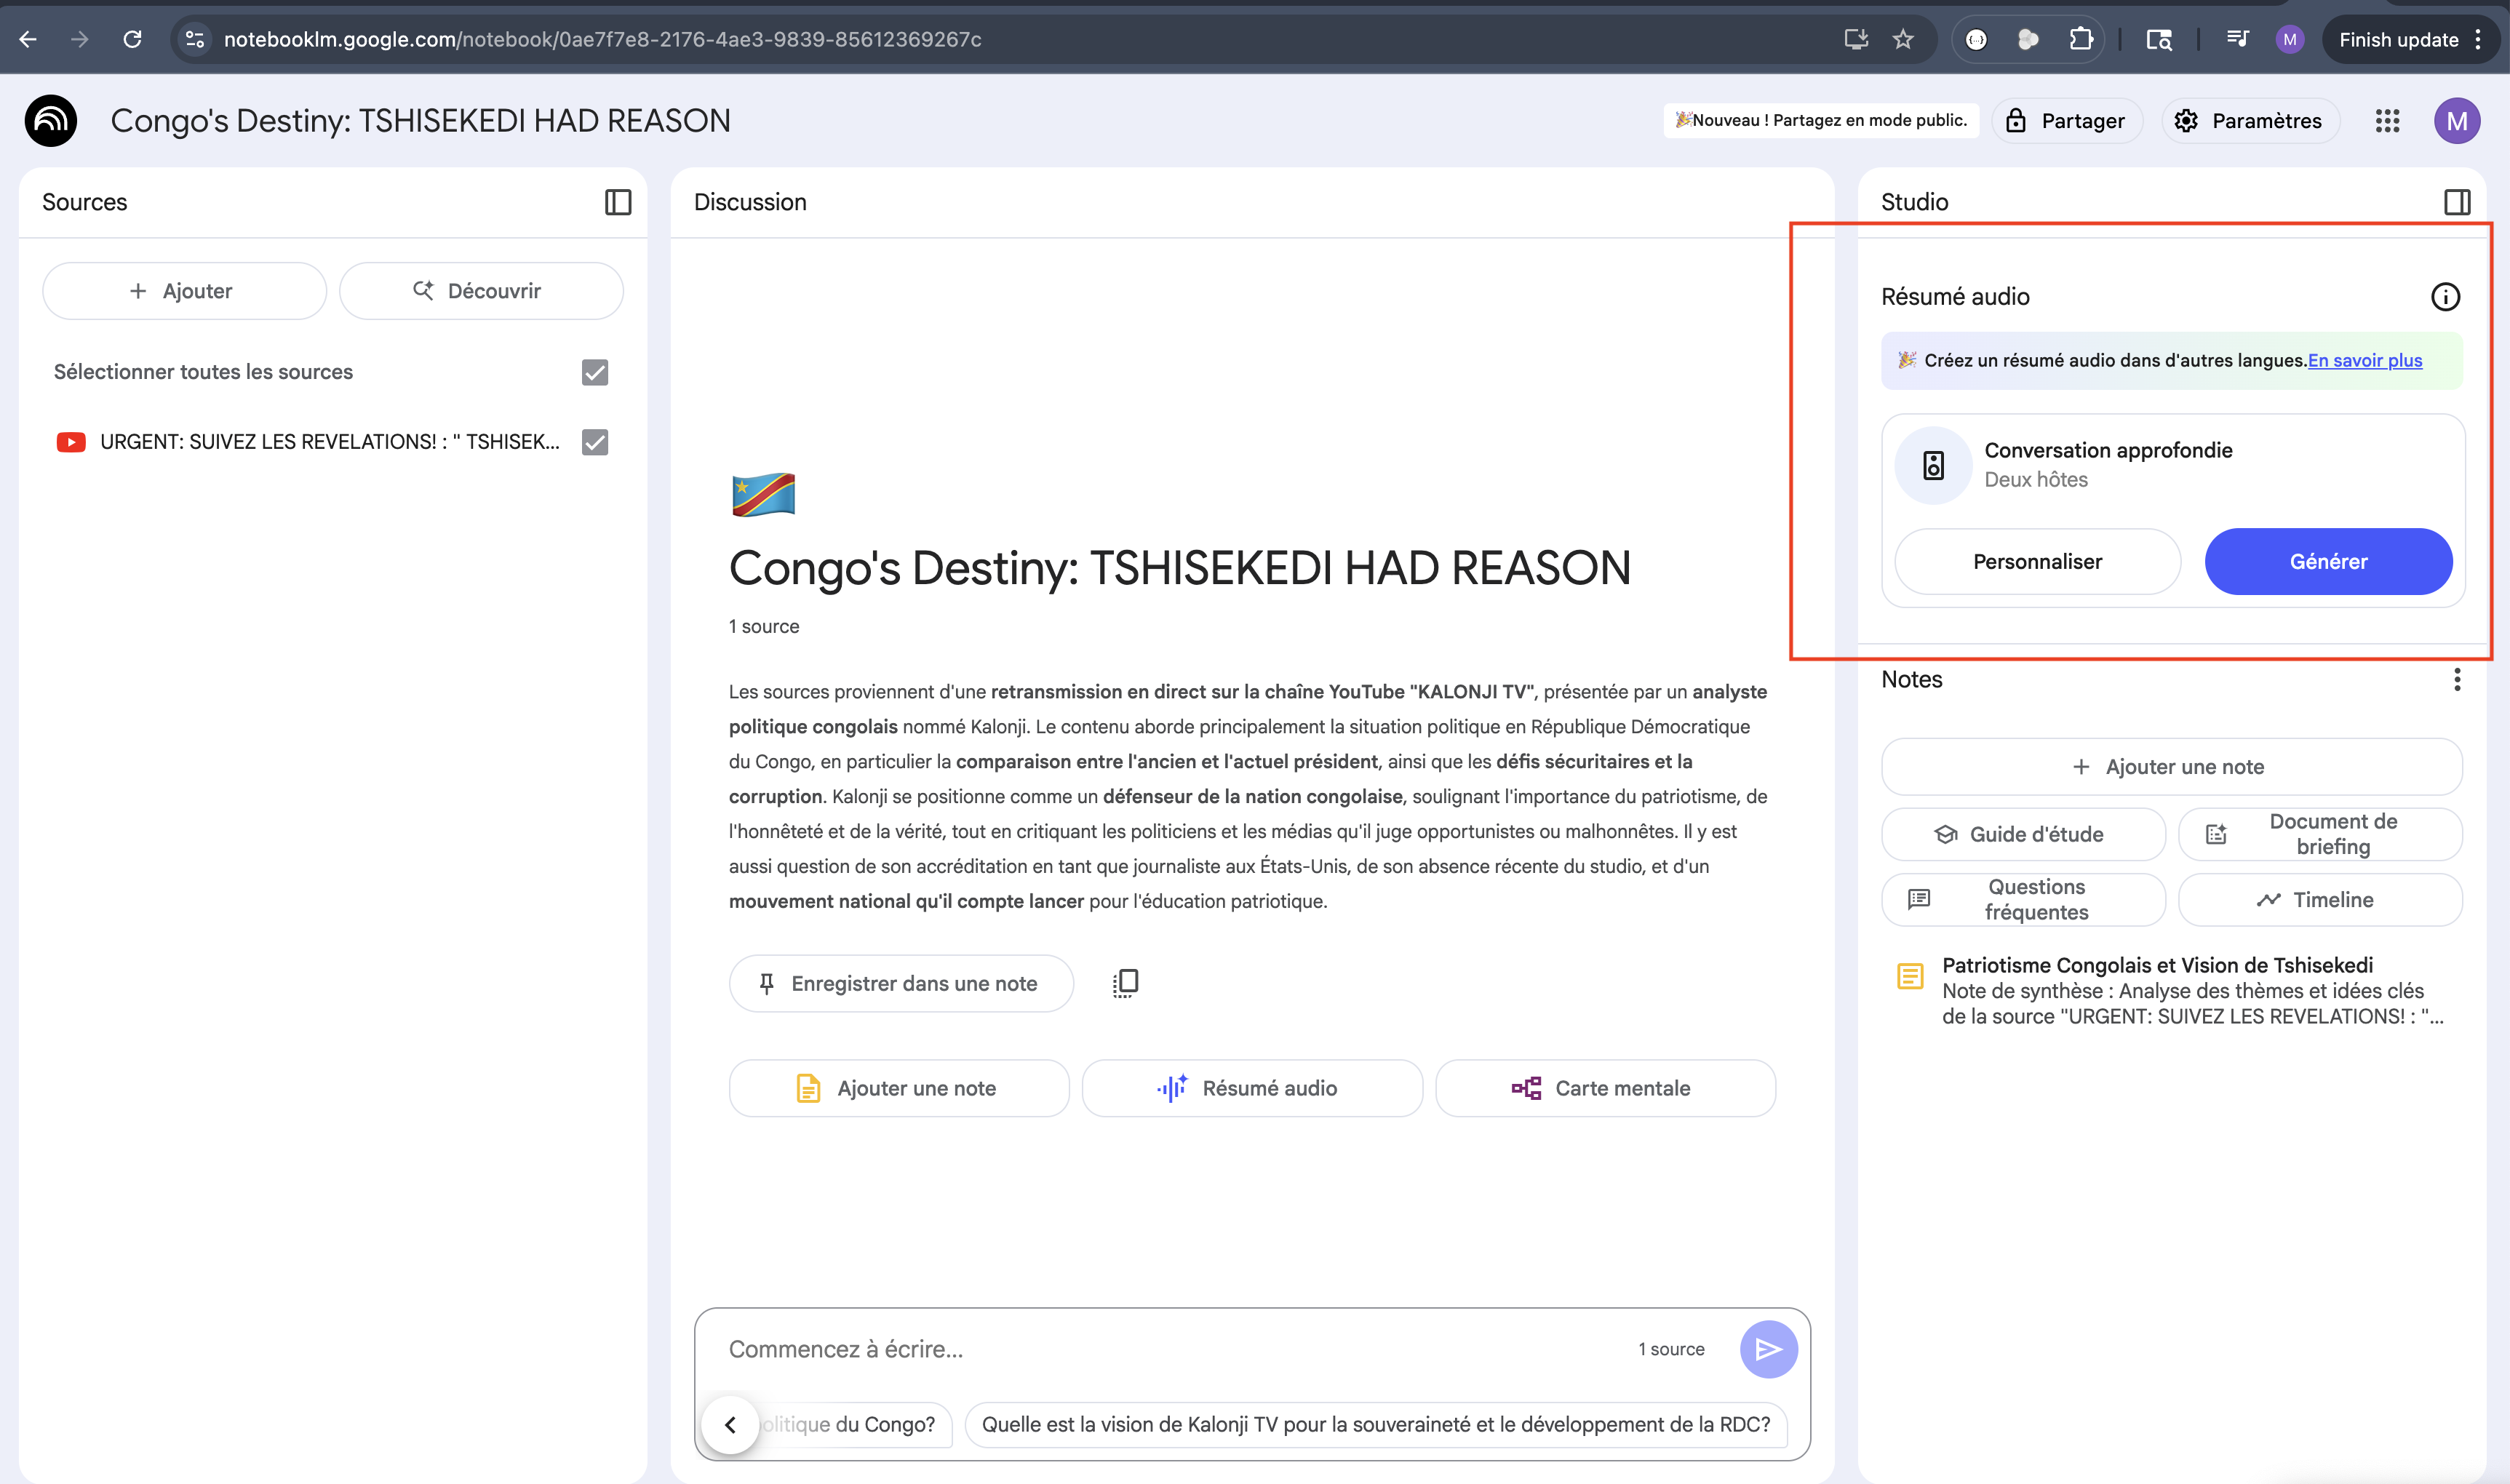 notebooklm.google.com/notebook/0ae7f7e8-2176-4ae3-9839-85612369267c
M
Finish update
Congo's Destiny: TSHISEKEDI HAD REASON
🎉Nouveau ! Partagez en mode public.
Partager
Paramètres
M
Sources
Ajouter
Découvrir
Sélectionner toutes les sources
URGENT: SUIVEZ LES REVELATIONS! : " TSHISEK...
Discussion
Congo's Destiny: TSHISEKEDI HAD REASON
1 source
Les sources proviennent d'une retransmission en direct sur la chaîne YouTube "KALONJI TV", présentée par un analyste
politique congolais nommé Kalonji. Le contenu aborde principalement la situation politique en République Démocratique
du Congo, en particulier la comparaison entre l'ancien et l'actuel président, ainsi que les défis sécuritaires et la
corruption. Kalonji se positionne comme un défenseur de la nation congolaise, soulignant l'importance du patriotisme, de
l'honnêteté et de la vérité, tout en critiquant les politiciens et les médias qu'il juge opportunistes ou malhonnêtes. Il y est
aussi question de son accréditation en tant que journaliste aux États-Unis, de son absence récente du studio, et d'un
mouvement national qu'il compte lancer pour l'éducation patriotique.
Enregistrer dans une note
Ajouter une note
Résumé audio
Carte mentale
Commencez à écrire...
1 source
olitique du Congo?
Quelle est la vision de Kalonji TV pour la souveraineté et le développement de la RDC?
Studio
Résumé audio
🎉 Créez un résumé audio dans d'autres langues.En savoir plus
Conversation approfondie
Deux hôtes
Personnaliser
Générer
Notes
Ajouter une note
Guide d'étude
Document de
briefing
Questions
fréquentes
Timeline
Patriotisme Congolais et Vision de Tshisekedi
Note de synthèse : Analyse des thèmes et idées clés
de la source "URGENT: SUIVEZ LES REVELATIONS! : "...